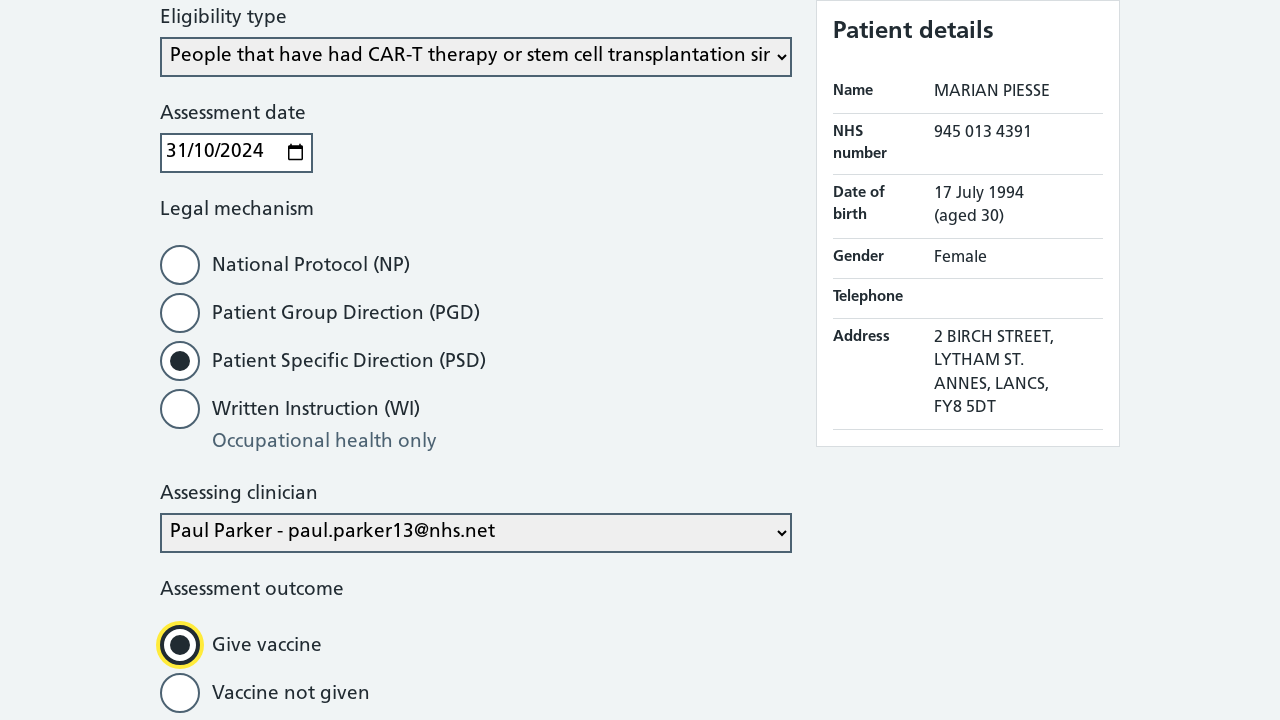 Eligibility type
People that have had CAR-T therapy or stem cell transplantation sin
Assessment date
31/10/2024
Legal mechanism
National Protocol (NP)
Patient Group Direction (PGD)
Patient Specific Direction (PSD)
Written Instruction (WI)
Occupational health only
Assessing clinician
Paul Parker - paul.parker13@nhs.net
Assessment outcome
Give vaccine
Vaccine not given
Patient details
Name MARIAN PIESSE
NHS number 945 013 4391
Date of birth 17 July 1994
(aged 30)
Gender Female
Telephone
Address 2 BIRCH STREET,
LYTHAM ST.
ANNES, LANCS,
FY8 5DT